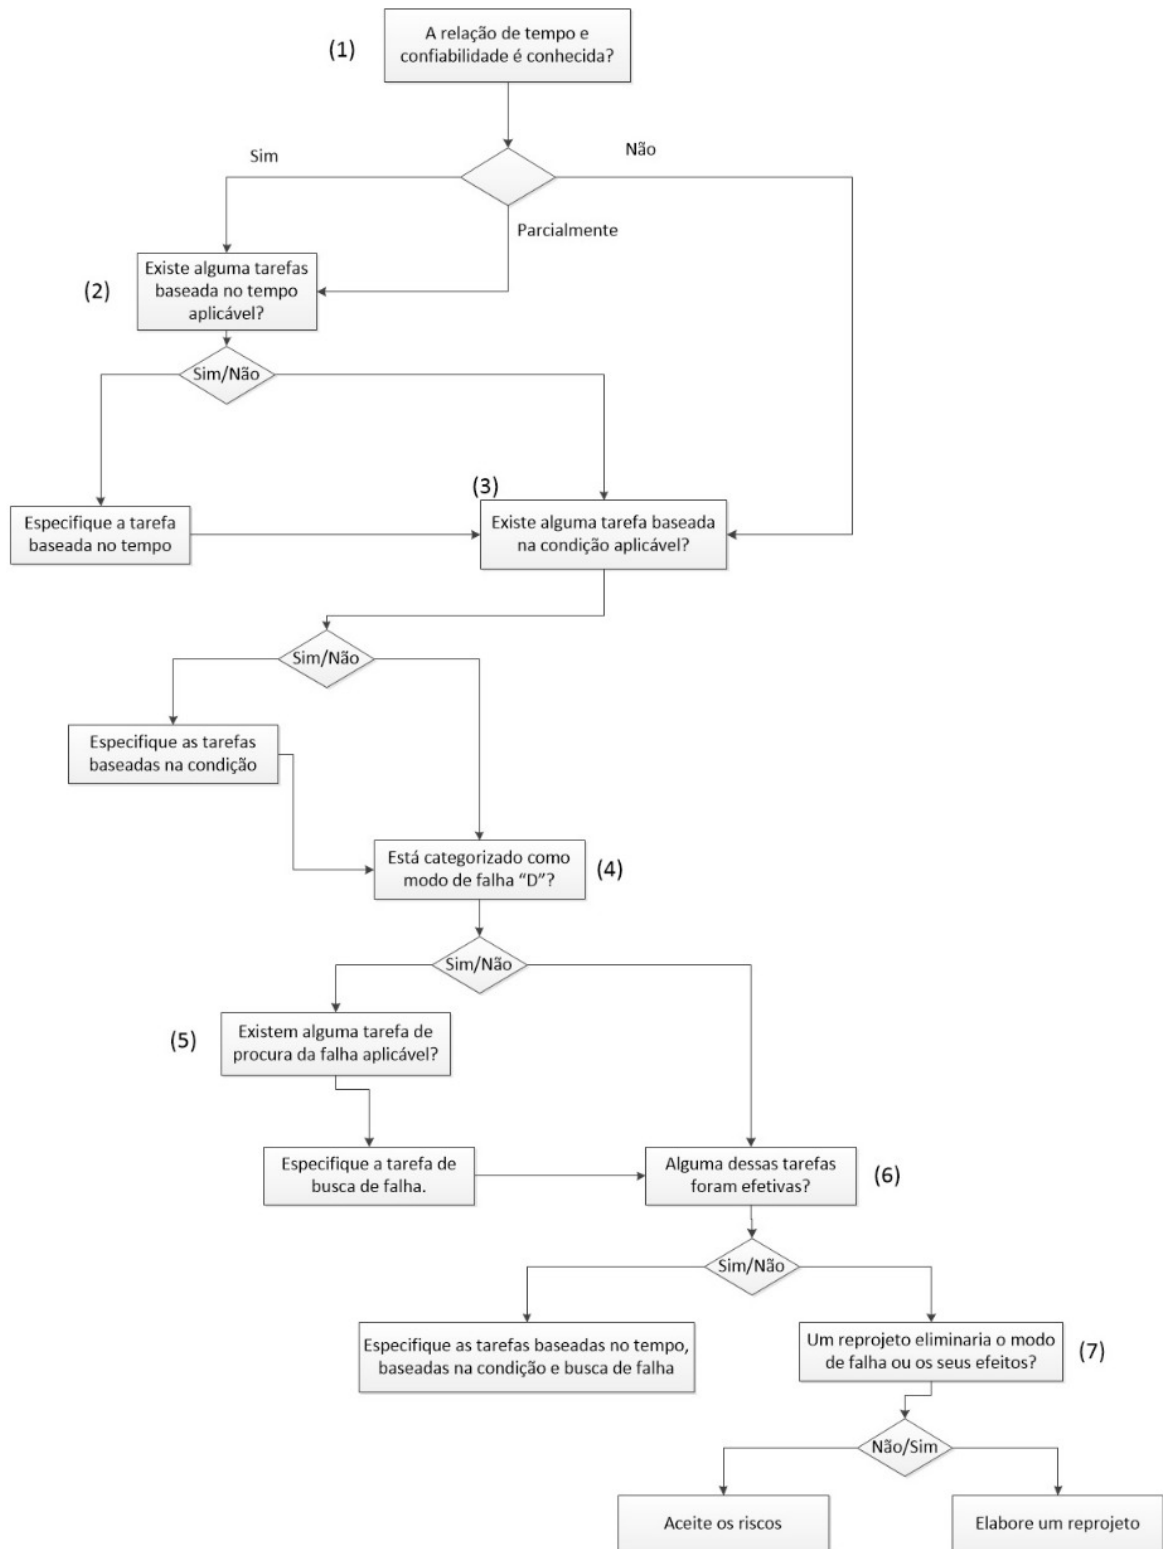 (1)
A relação de tempo e
confiabilidade é conhecida?
Sim
Não
Parcialmente
(2)
Existe alguma tarefas
baseada no tempo
aplicável?
Sim/Não
(3)
Especifique a tarefa
baseada no tempo
Existe alguma tarefa baseada
na condição aplicável?
Sim/Não
Especifique as tarefas
baseadas na condição
Está categorizado como
modo de falha “D”?
(4)
Sim/Não
(5)
Existem alguma tarefa de
procura da falha aplicável?
Especifique a tarefa de
busca de falha.
Alguma dessas tarefas
foram efetivas?
(6)
Sim/Não
Especifique as tarefas baseadas no tempo,
baseadas na condição e busca de falha
Um reprojeto eliminaria o modo
de falha ou os seus efeitos?
(7)
Não/Sim
Aceite os riscos
Elabore um reprojeto